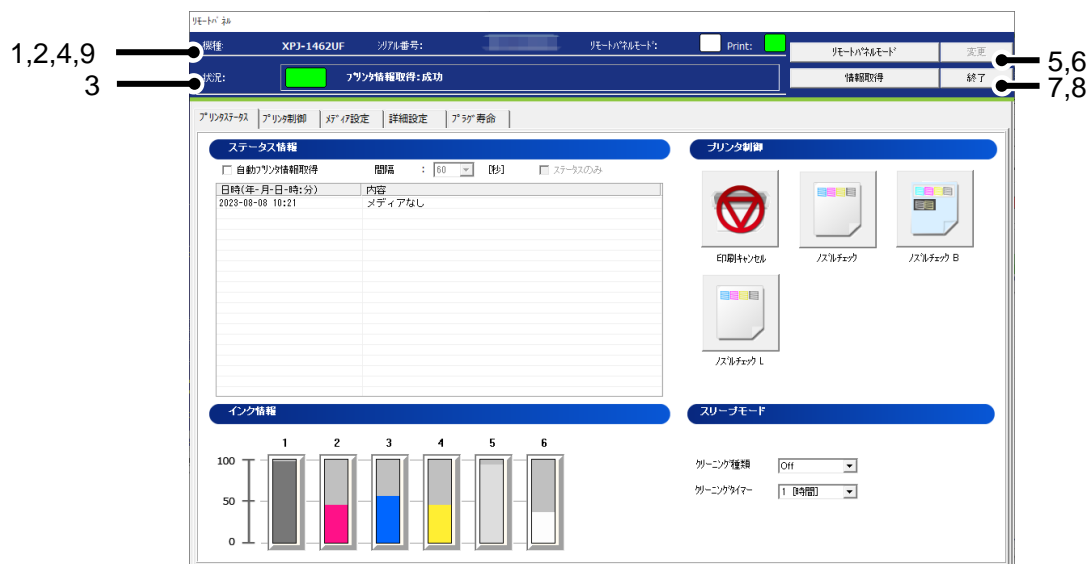 ﾘﾓｰﾄﾊﾟﾈﾙ
1,2,4,9
機種:
XPJ-1462UF
ｼﾘｱﾙ番号:
ﾘﾓｰﾄﾊﾟﾈﾙﾓｰﾄﾞ:
Print:
ﾘﾓｰﾄﾊﾟﾈﾙﾓｰﾄﾞ
変更
5,6
3
状況:
ﾌﾟﾘﾝﾀ情報取得:成功
情報取得
終了
7,8
ﾌﾟﾘﾝﾀｽﾃｰﾀｽ
ﾌﾟﾘﾝﾀ制御
ﾒﾃﾞｨｱ設定
詳細設定
ﾌﾟﾗｸﾞ寿命
ステータス情報
自動ﾌﾟﾘﾝﾀ情報取得
間隔
:
60
[秒]
ｽﾃｰﾀｽのみ
日時(年-月-日-時:分)
内容
2023-08-08 10:21
メディアなし
プリンタ制御
印刷ｷｬﾝｾﾙ
ﾉｽﾞﾙﾁｪｯｸ
ﾉｽﾞﾙﾁｪｯｸ B
ﾉｽﾞﾙﾁｪｯｸ L
インク情報
1 2 3 4 5 6
100
50
0
スリープモード
ｸﾘｰﾆﾝｸﾞ種類
Off
ｸﾘｰﾆﾝｸﾞﾀｲﾏｰ
1 [時間]